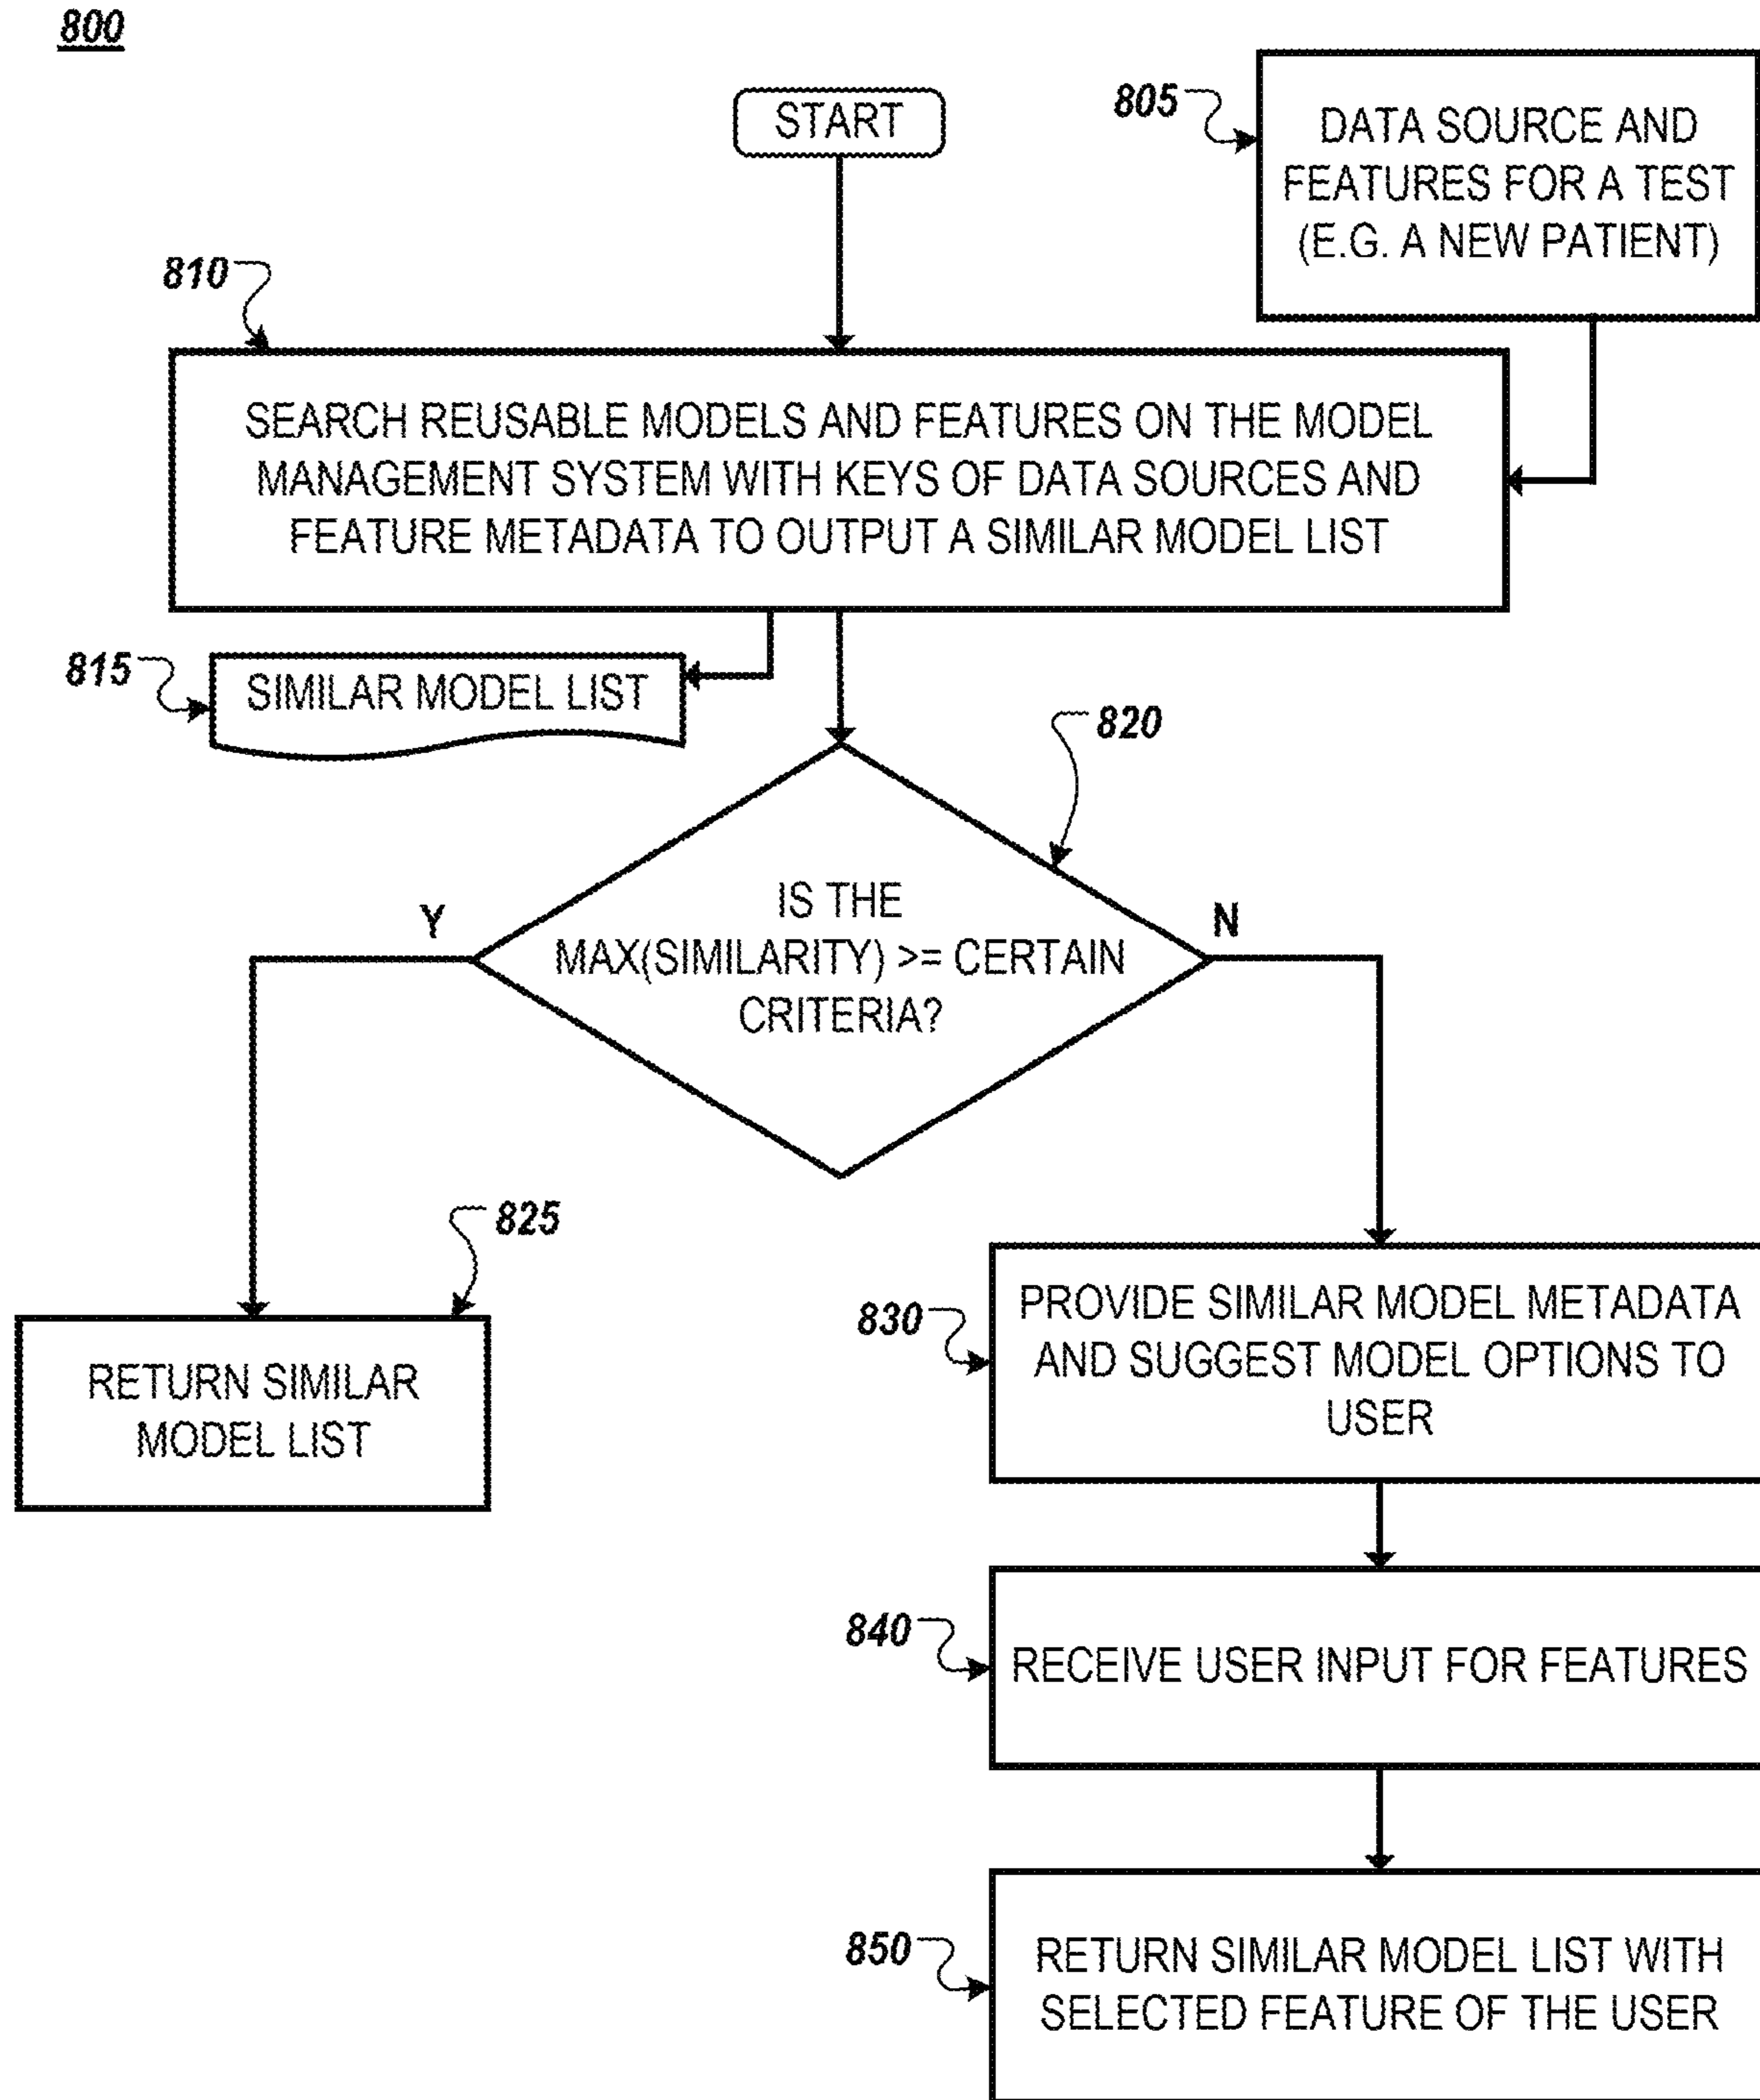 800
START
805
DATA SOURCE AND
FEATURES FOR A TEST
(E.G. A NEW PATIENT)
810
SEARCH REUSABLE MODELS AND FEATURES ON THE MODEL
MANAGEMENT SYSTEM WITH KEYS OF DATA SOURCES AND
FEATURE METADATA TO OUTPUT A SIMILAR MODEL LIST
815
SIMILAR MODEL LIST
820
IS THE
MAX(SIMILARITY) >= CERTAIN
CRITERIA?
Y
N
825
RETURN SIMILAR
MODEL LIST
830
PROVIDE SIMILAR MODEL METADATA
AND SUGGEST MODEL OPTIONS TO
USER
840
RECEIVE USER INPUT FOR FEATURES
850
RETURN SIMILAR MODEL LIST WITH
SELECTED FEATURE OF THE USER